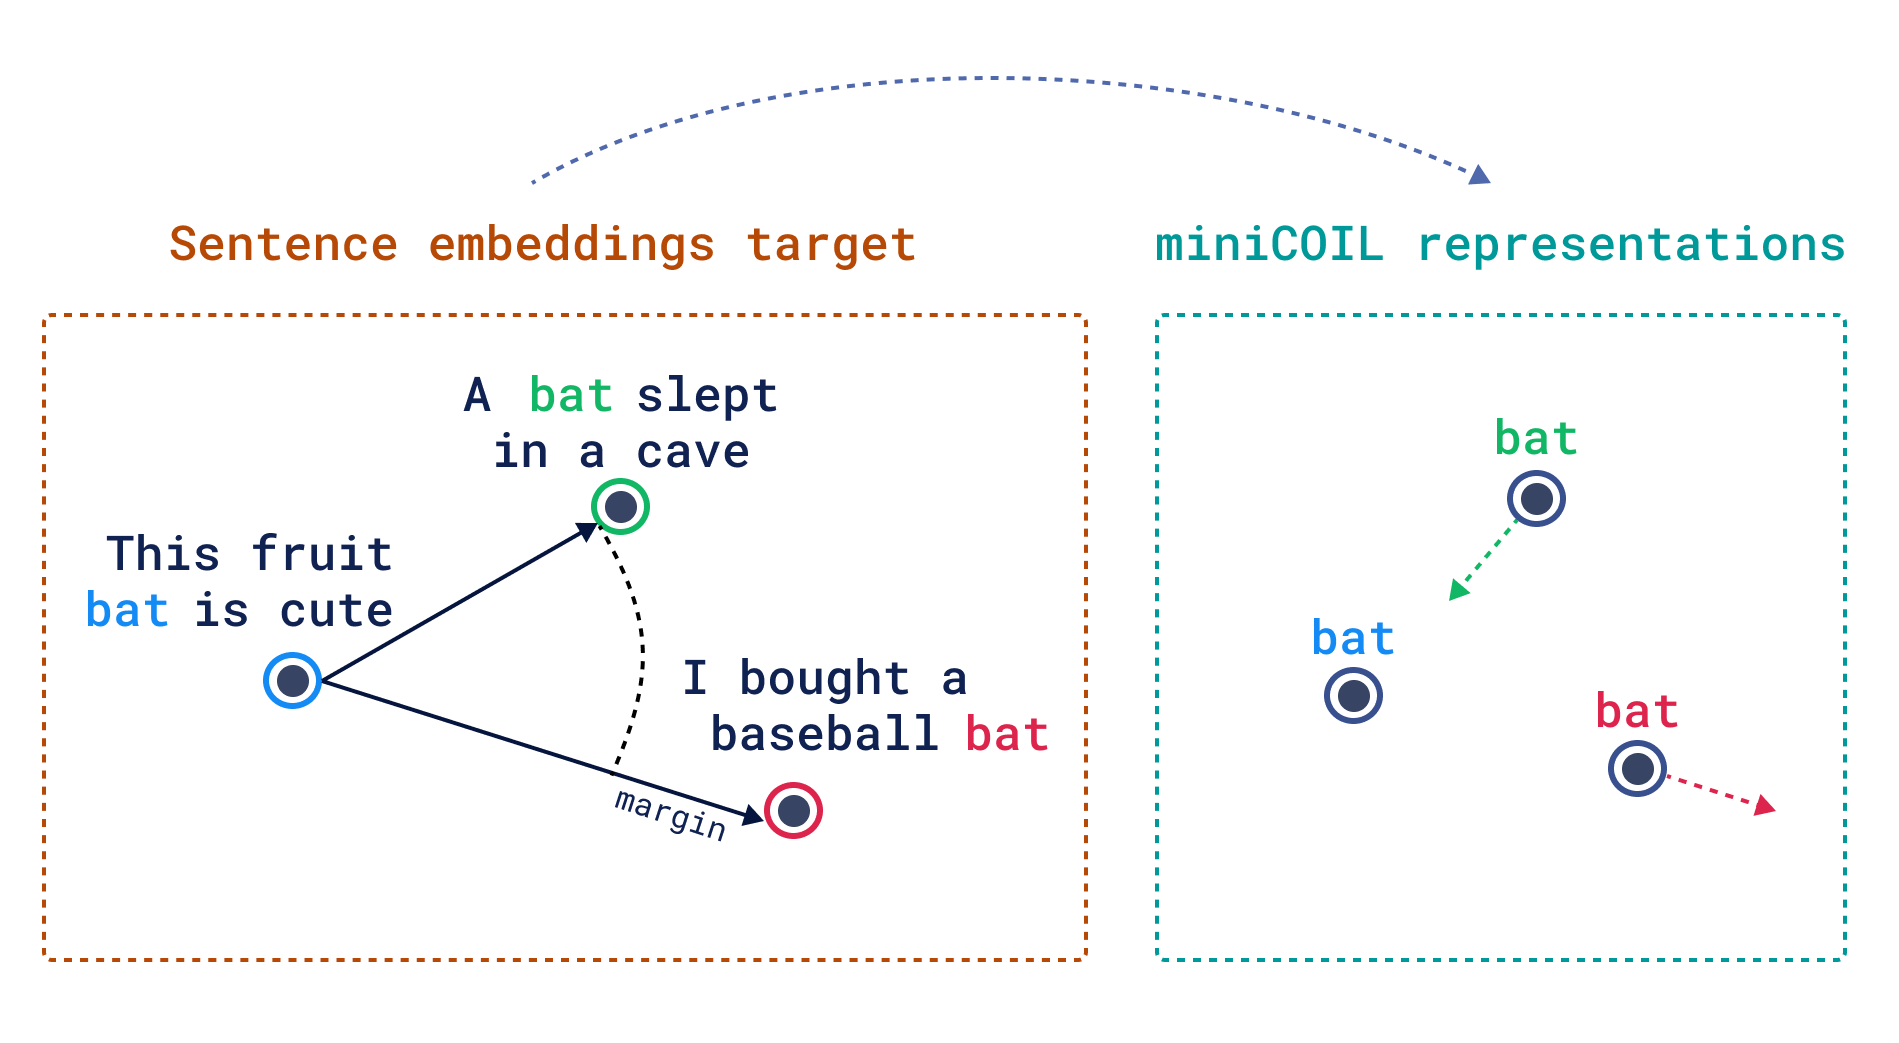 Sentence embeddings target
A bat slept
in a cave
This fruit
bat is cute
I bought a
baseball bat
margin
miniCOIL representations
bat
bat
bat